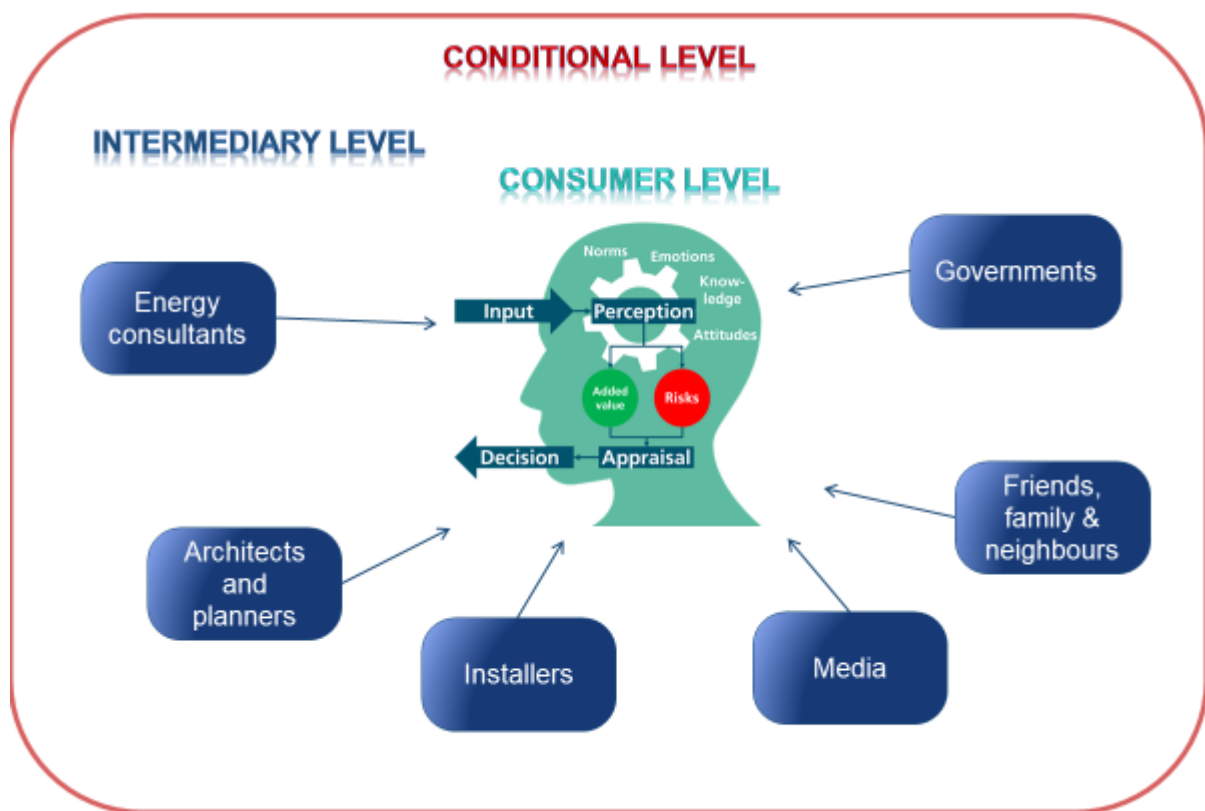 CONDITIONAL LEVEL
INTERMEDIARY LEVEL
CONSUMER LEVEL
Norms
Emotions
Know-
ledge
Attitudes
Input
Perception
Added
value
Risks
Decision
Appraisal
Energy
consultants
Governments
Architects
and
planners
Friends,
family &
neighbours
Installers
Media